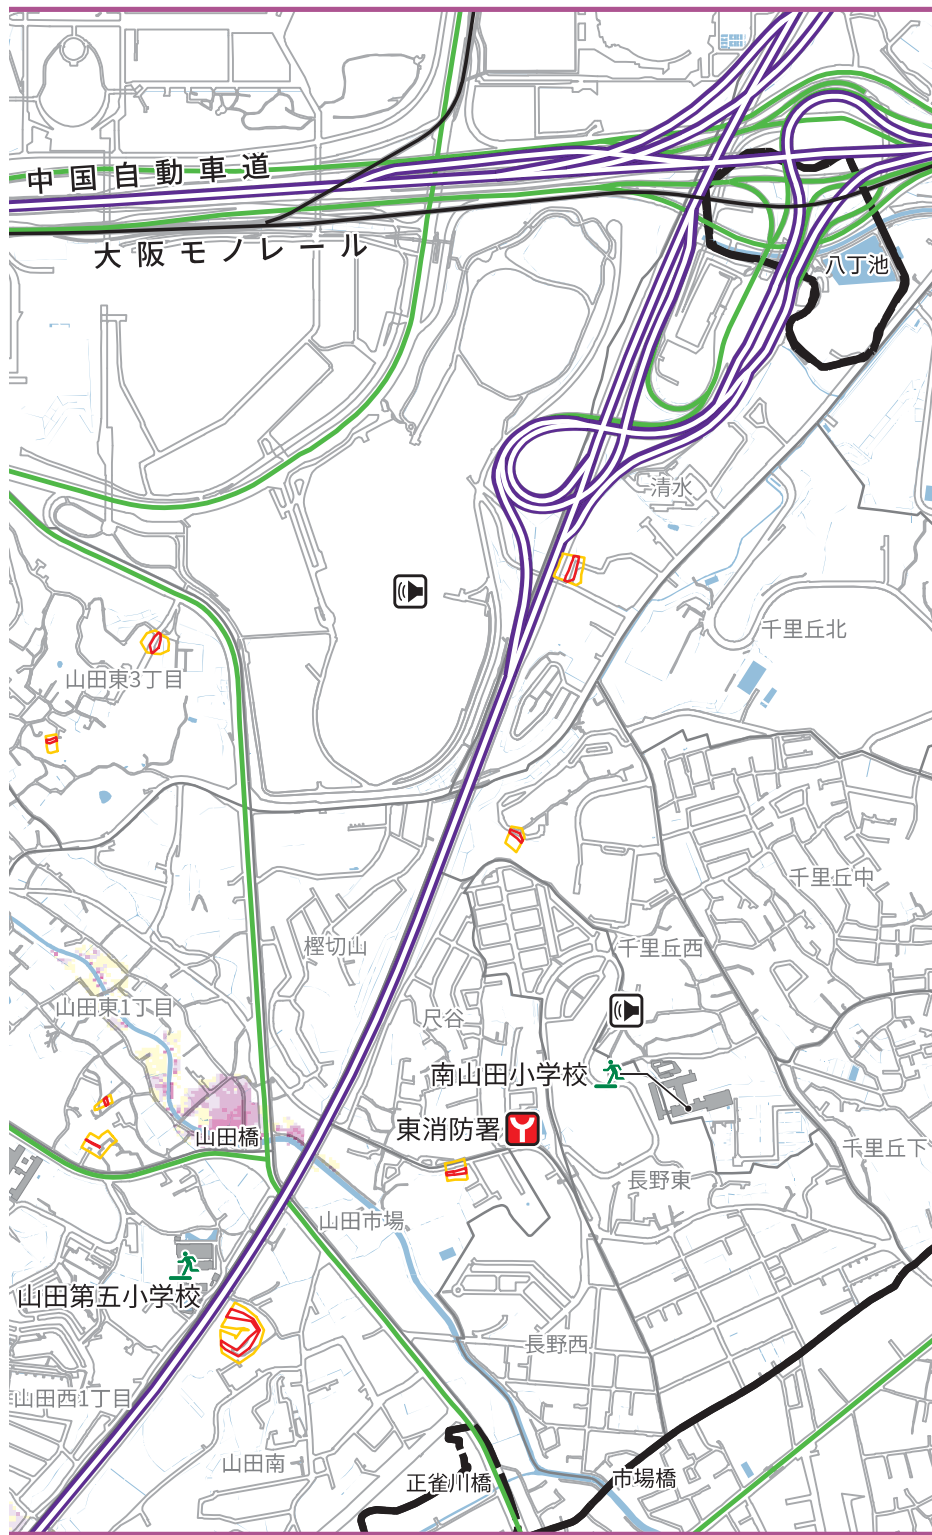 中国自動車道
大阪モノレール
八丁池
清水
千里丘北
山田東3丁目
千里丘中
樫切山
千里丘西
山田東1丁目
尺谷
南山田小学校
東消防署
山田橋
千里丘下
長野東
山田市場
山田第五小学校
長野西
山田西1丁目
山田南
正雀川橋
市場橋